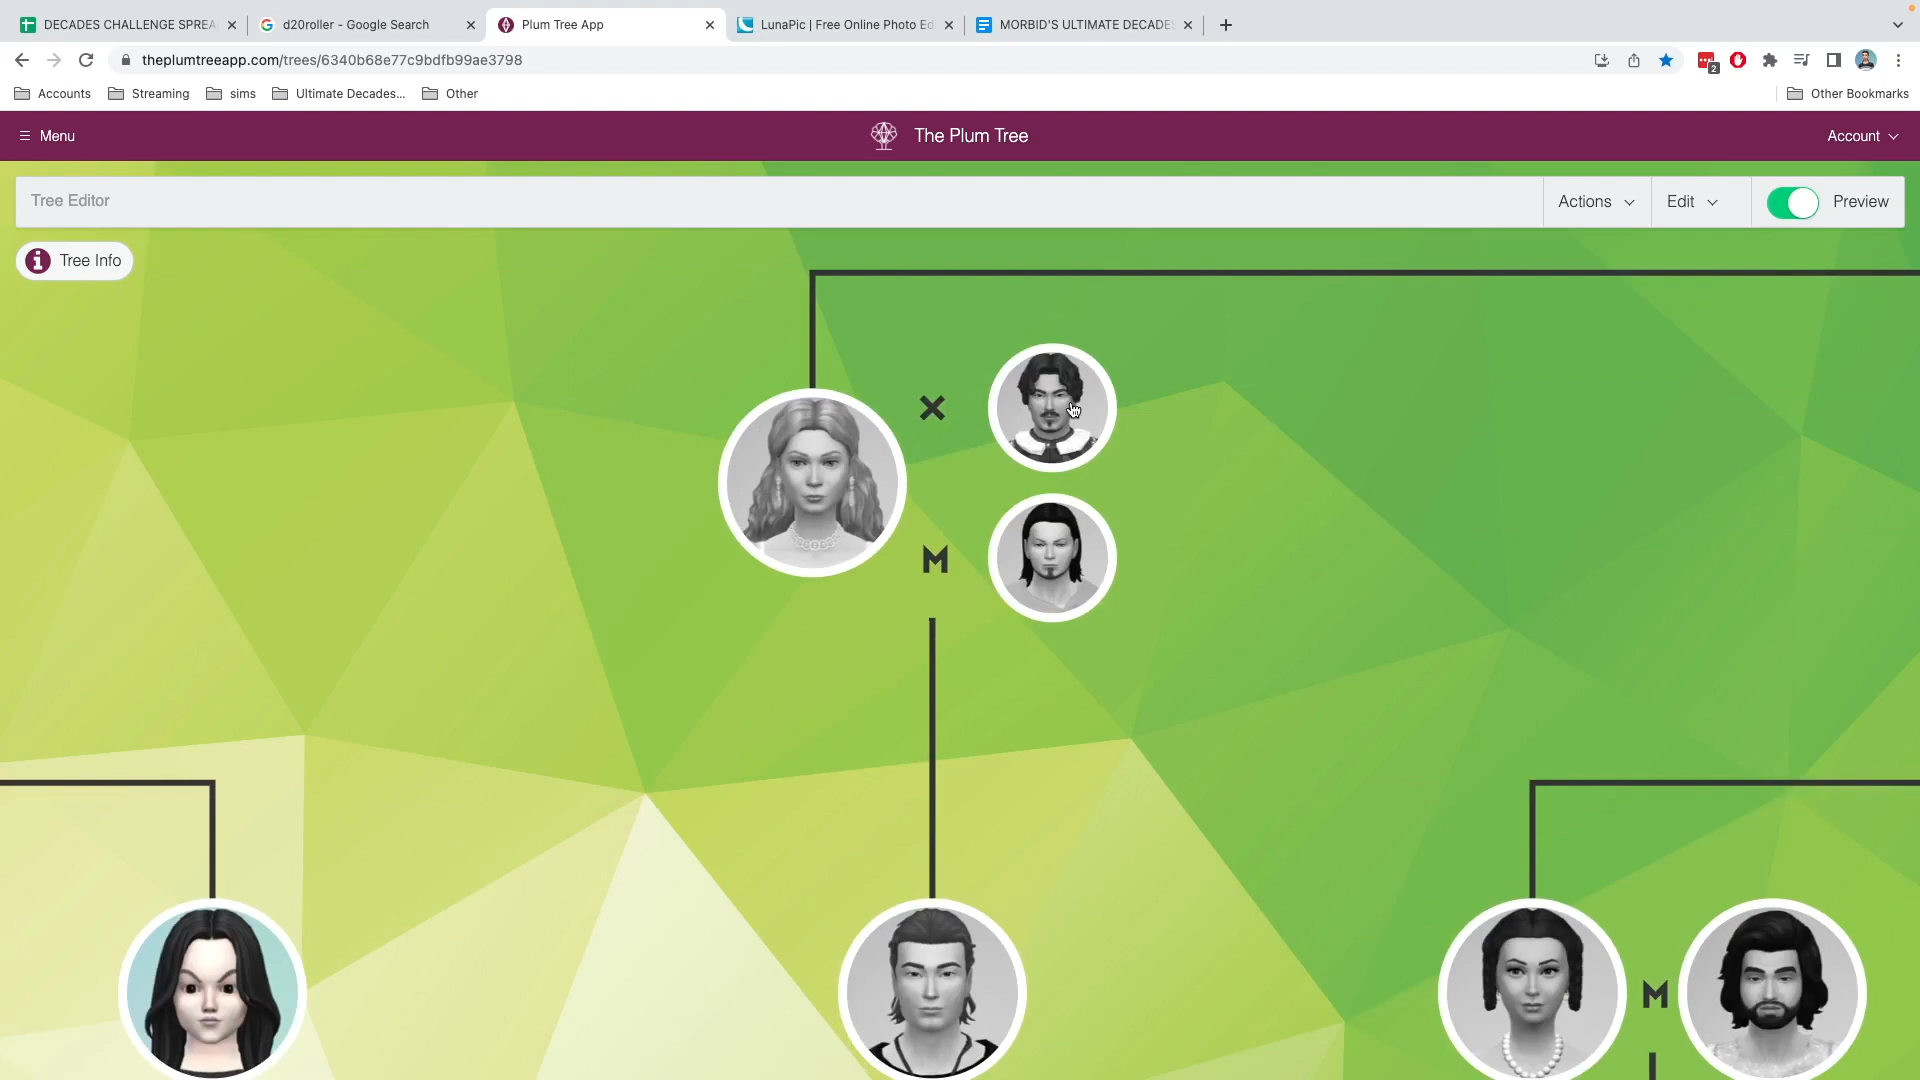 DECADES CHALLENGE SPREA
d20roller - Google Search
Plum Tree App
LunaPic | Free Online Photo Edi
MORBID'S ULTIMATE DECADE
theplumtreeapp.com/trees/6340b68e77c9bdfb99ae3798
2
Accounts
Streaming
sims
Ultimate Decades...
Other
Other Bookmarks
Menu
The Plum Tree
Account
Tree Editor
Actions
Edit
Preview
Tree Info
M
M